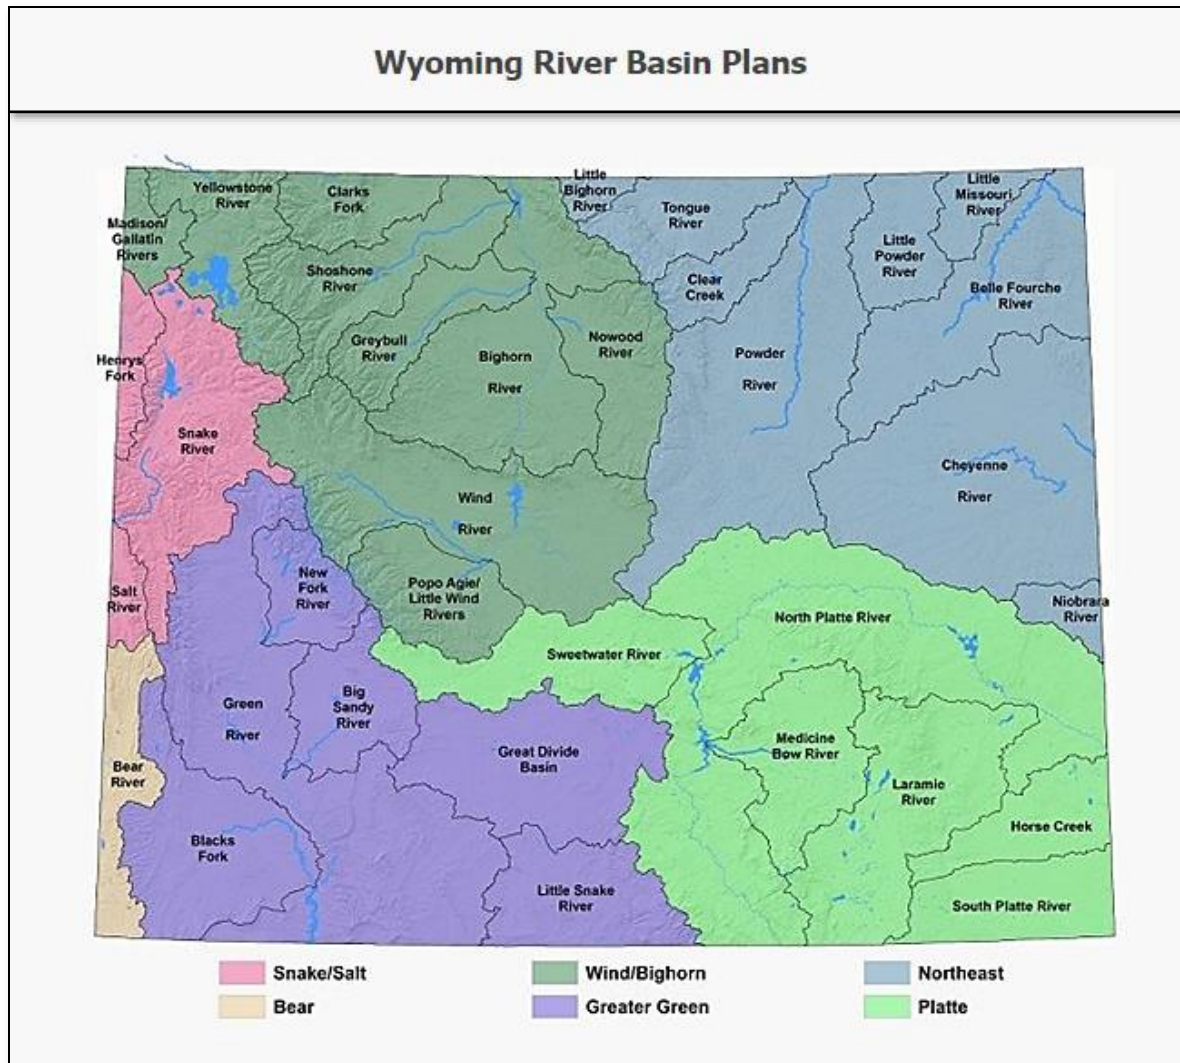 Wyoming River Basin Plans
Yellowstone
River
Clarks
Fork
Little
Bighorn
River
Tongue
River
Little
Missouri
River
Madison/
Gallatin
Rivers
Shoshone
River
Clear
Creek
Little
Powder
River
Belle Fourche
River
Henrys
Fork
Greybull
River
Bighorn
River
Nowood
River
Powder
River
Snake
River
Wind
River
Cheyenne
River
Salt
River
New
Fork
River
Popo Agie/
Little Wind
Rivers
Niobrara
River
North Platte River
Sweetwater River
Green
River
Big
Sandy
River
Great Divide
Basin
Medicine
Bow River
Bear
River
Laramie
River
Blacks
Fork
Horse Creek
Little Snake
River
South Platte River
Snake/Salt
Wind/Bighorn
Northeast
Bear
Greater Green
Platte